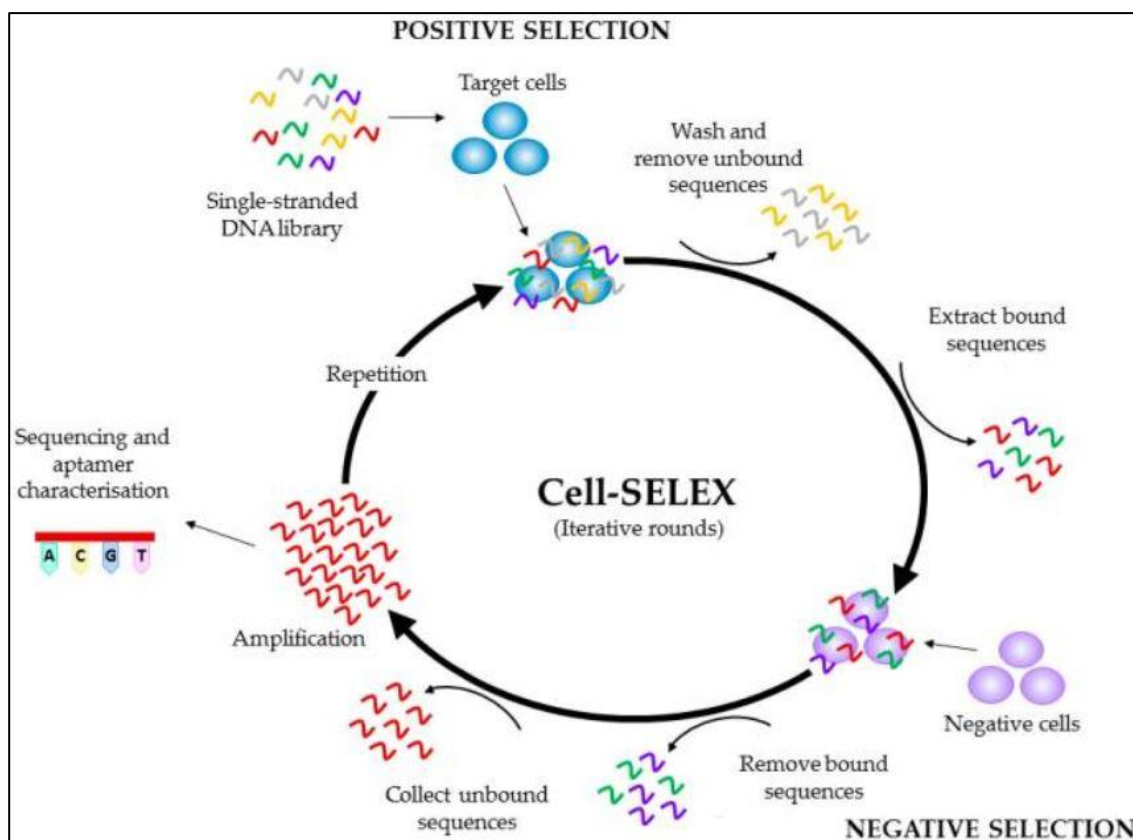 POSITIVE SELECTION
Target cells
Single-stranded
DNA library
Wash and
remove unbound
sequences
Extract bound
sequences
Repetition
Sequencing and
aptamer
characterisation
A C G T
Cell-SELEX
(Iterative rounds)
Amplification
Negative cells
Collect unbound
sequences
Remove bound
sequences
NEGATIVE SELECTION